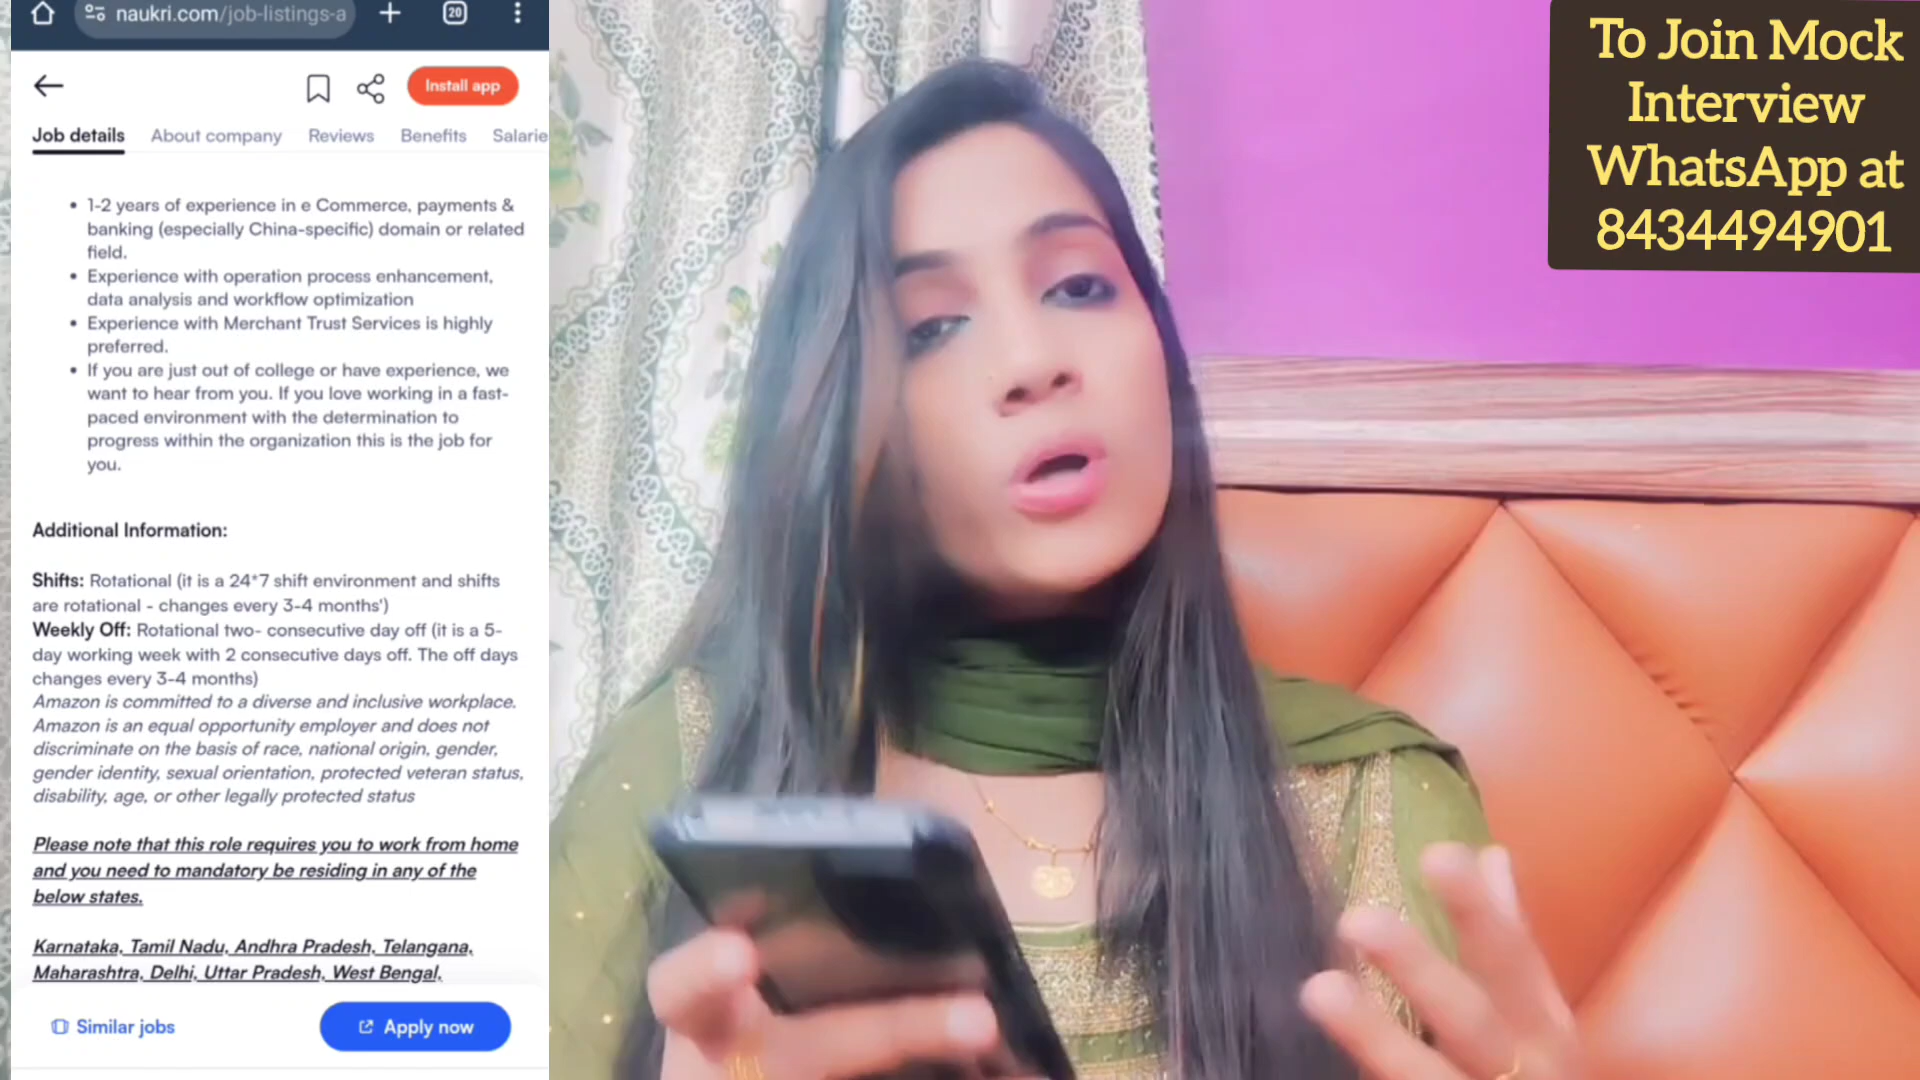 naukri.com/job-listings-a
20
Install app
Job details About company Reviews Benefits Salarie
• 1-2 years of experience in e Commerce, payments &
banking (especially China-specific) domain or related
field.
• Experience with operation process enhancement,
data analysis and workflow optimization
• Experience with Merchant Trust Services is highly
preferred.
• If you are just out of college or have experience, we
want to hear from you. If you love working in a fast-
paced environment with the determination to
progress within the organization this is the job for
you.
Additional Information:
Shifts: Rotational (it is a 24*7 shift environment and shifts
are rotational - changes every 3-4 months')
Weekly Off: Rotational two- consecutive day off (it is a 5-
day working week with 2 consecutive days off. The off days
changes every 3-4 months)
Amazon is committed to a diverse and inclusive workplace.
Amazon is an equal opportunity employer and does not
discriminate on the basis of race, national origin, gender,
gender identity, sexual orientation, protected veteran status,
disability, age, or other legally protected status
Please note that this role requires you to work from home
and you need to mandatory be residing in any of the
below states.
Karnataka, Tamil Nadu, Andhra Pradesh, Telangana,
Maharashtra, Delhi, Uttar Pradesh, West Bengal,
Similar jobs
Apply now
To Join Mock
Interview
WhatsApp at
8434494901